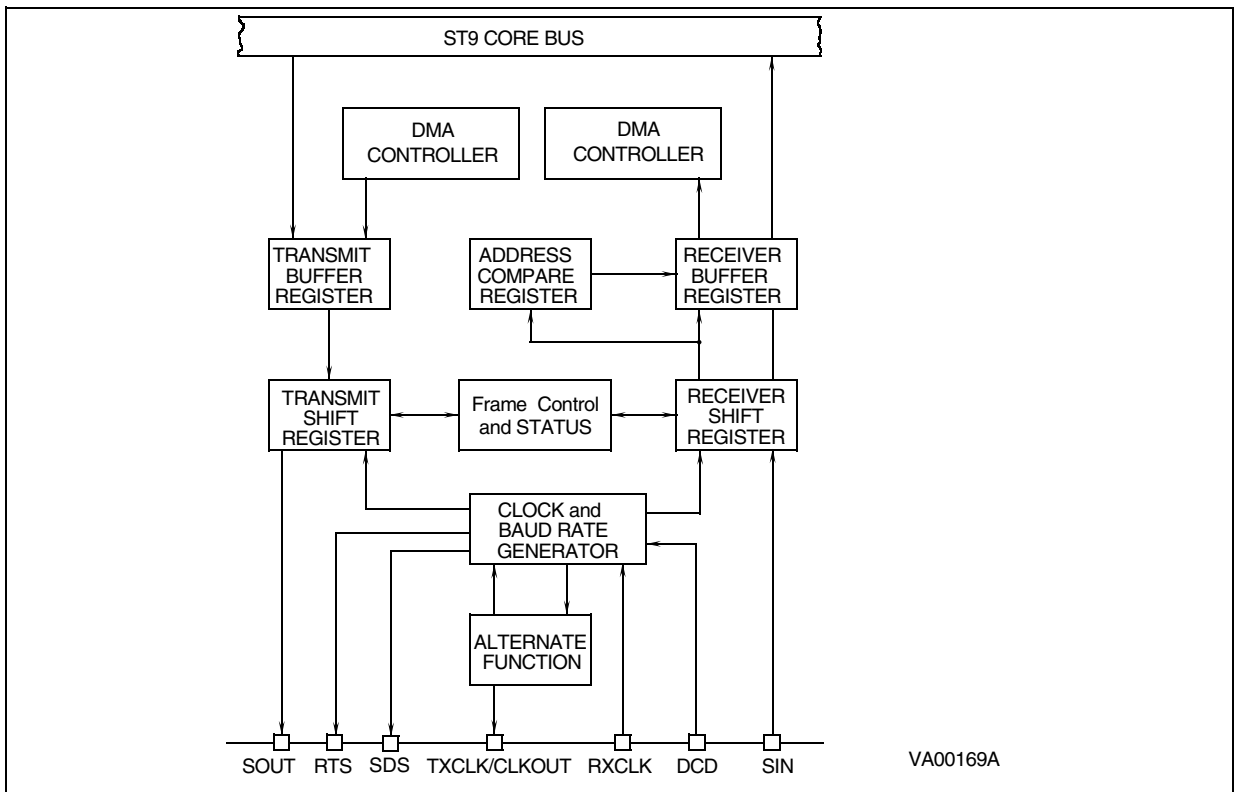 ST9 CORE BUS
DMA
CONTROLLER
DMA
CONTROLLER
TRANSMIT
BUFFER
REGISTER
ADDRESS
COMPARE
REGISTER
RECEIVER
BUFFER
REGISTER
TRANSMIT
SHIFT
REGISTER
Frame Control
and STATUS
RECEIVER
SHIFT
REGISTER
CLOCK and
BAUD RATE
GENERATOR
ALTERNATE
FUNCTION
SOUT RTS SDS TXCLK/CLKOUT RXCLK DCD SIN
VA00169A